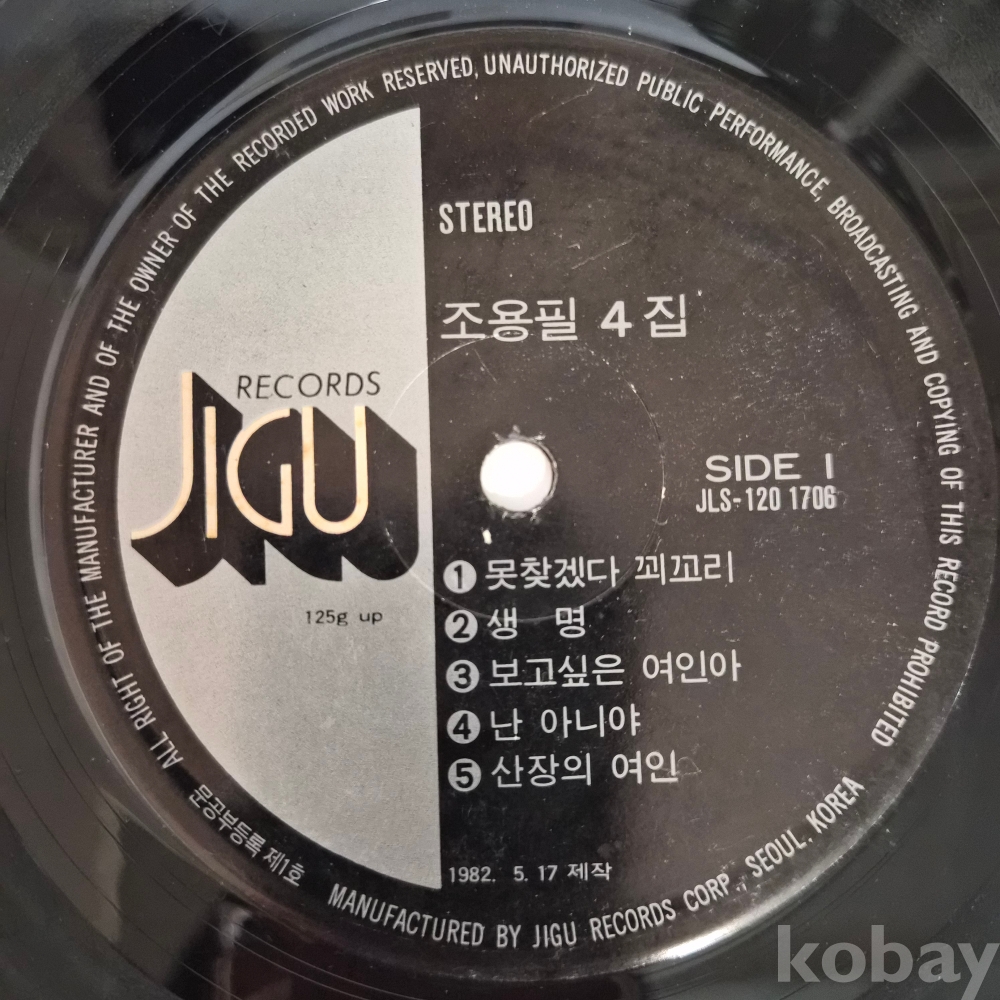 ALL RIGHT OF THE MANUFACTURER AND OF THE OWNER OF THE RECORDED WORK RESERVED, UNAUTHORIZED PUBLIC PERFORMANCE, BROADCASTING AND COPYING OF THIS RECORD PROHIBITED
STEREO
조용필 4집
RECORDS
JIGU
SIDE 1
JLS-120 1706
125g up
1 못찾겠다 꾀꼬리
2 생 명
3 보고싶은 여인아
4 난 아니야
5 산장의 여인
1982. 5. 17 제작
문공부등록 제1호
MANUFACTURED BY JIGU RECORDS CORP., SEOUL. KOREA
kobay